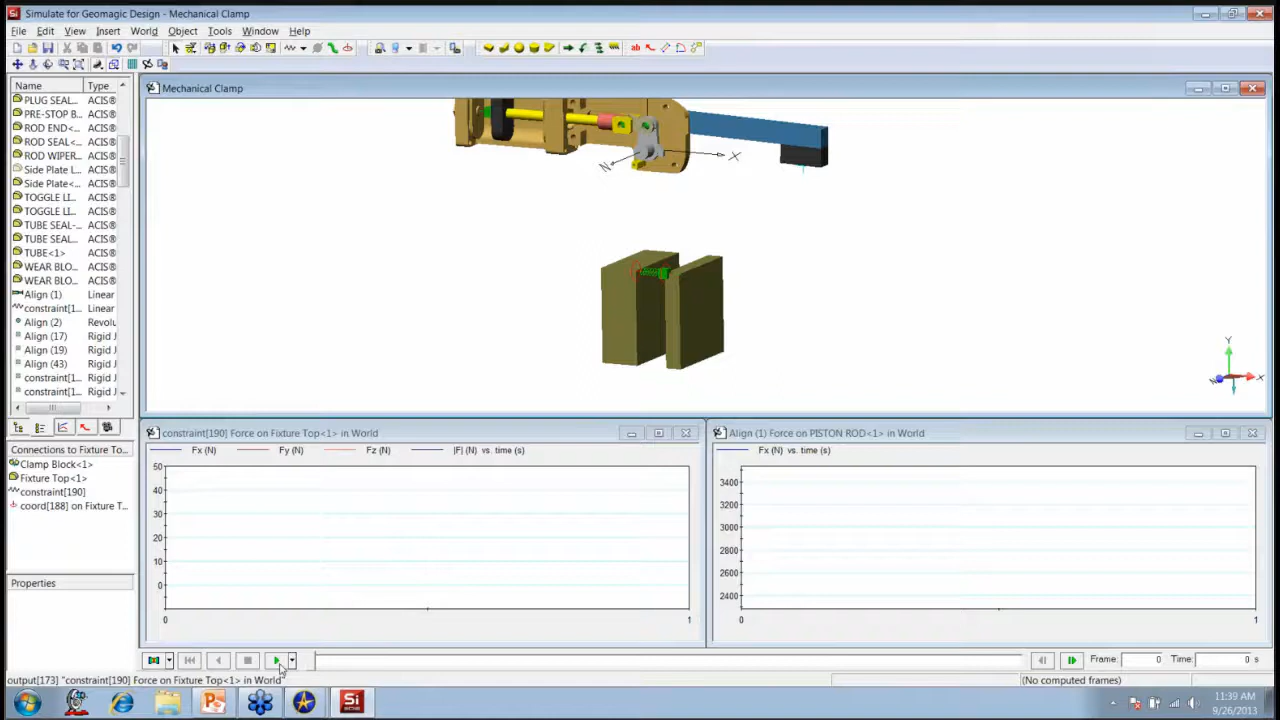 Simulate for Geomagic Design - Mechanical Clamp
File Edit View Insert World Object Tools Window Help
Name Type
Mechanical Clamp
PLUG SEAL... ACIS®
PRE-STOP B... ACIS®
ROD END<... ACIS®
ROD SEAL<... ACIS®
ROD WIPER... ACIS®
Side Plate L... ACIS®
Side Plate<... ACIS®
TOGGLE LI... ACIS®
TOGGLE LI... ACIS®
TUBE SEAL-... ACIS®
TUBE SEAL... ACIS®
TUBE<1> ACIS®
WEAR BLO... ACIS®
WEAR BLO... ACIS®
Align (1) Linear
constraint[1... Linear
Align (2) Revolu
Align (17) Rigid J
Align (19) Rigid J
Align (43) Rigid J
constraint[1... Rigid J
constraint[1... Rigid J
X
Y
X
Connections to Fixture To...
Clamp Block<1>
Fixture Top<1>
constraint[190]
coord[188] on Fixture T...
Properties
constraint[190] Force on Fixture Top<1> in World
Fx (N) Fy (N) Fz (N) |F| (N) vs. time (s)
50
40
30
20
10
0
0 1
Align (1) Force on PISTON ROD<1> in World
Fx (N) vs. time (s)
3400
3200
3000
2800
2600
2400
0 1
Frame: 0 Time: 0 s
output[173] "constraint[190] Force on Fixture Top<1> in World" (No computed frames)
11:39 AM
9/26/2013